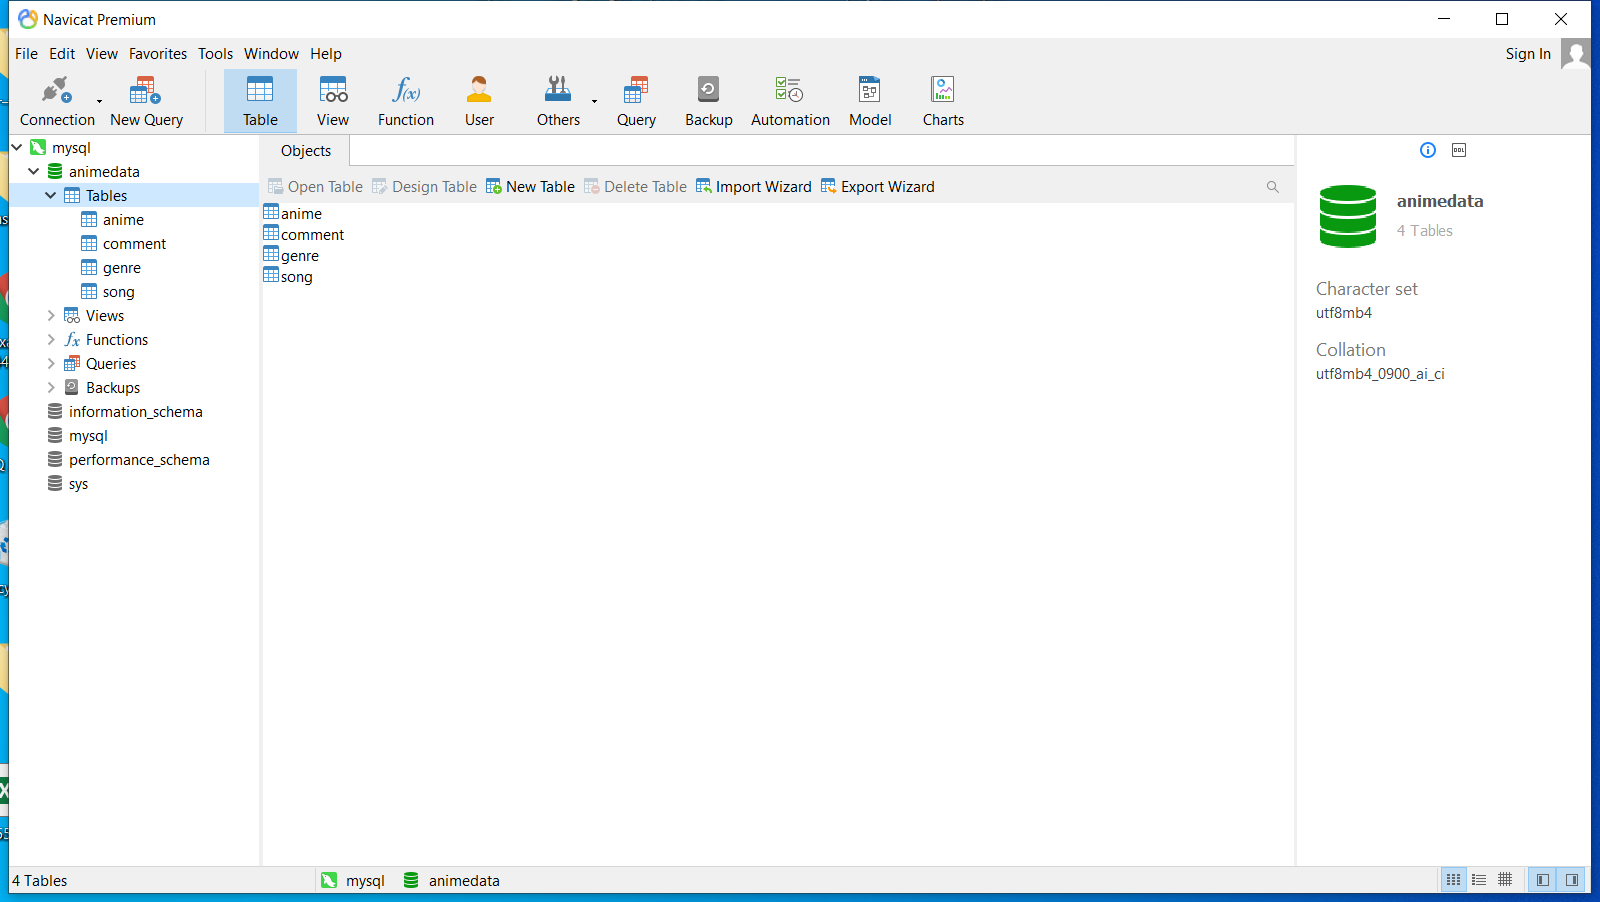 Navicat Premium
File Edit View Favorites Tools Window Help
Sign In
Connection New Query Table View Function User Others Query Backup Automation Model Charts
mysql
animedata
Tables
anime
comment
genre
song
Views
Functions
Queries
Backups
information_schema
mysql
performance_schema
sys
Objects
Open Table Design Table New Table Delete Table Import Wizard Export Wizard
anime
comment
genre
song
DDL
animedata
4 Tables
Character set
utf8mb4
Collation
utf8mb4_0900_ai_ci
4 Tables mysql animedata